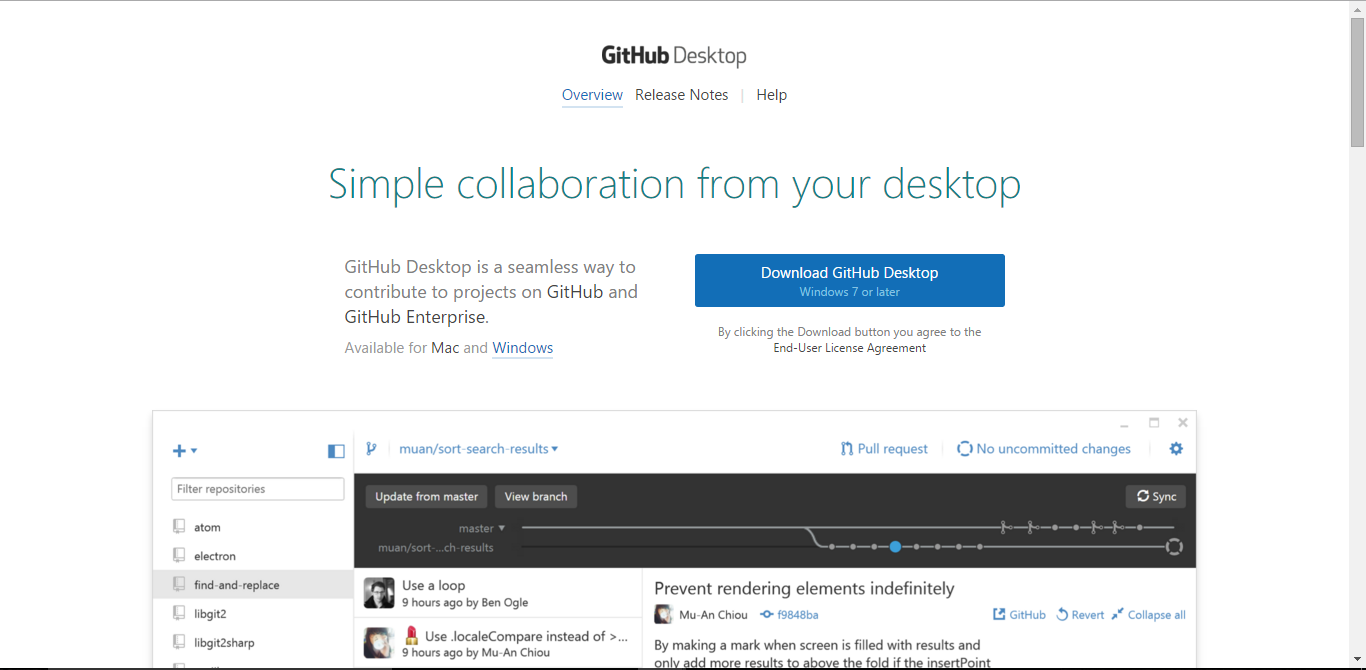 GitHub Desktop
Overview Release Notes | Help
Simple collaboration from your desktop
GitHub Desktop is a seamless way to
contribute to projects on GitHub and
GitHub Enterprise.
Available for Mac and Windows
Download GitHub Desktop
Windows 7 or later
By clicking the Download button you agree to the
End-User License Agreement
muan/sort-search-results
Pull request
No uncommitted changes
Filter repositories
atom
electron
find-and-replace
libgit2
libgit2sharp
Update from master
View branch
Sync
master
muan/sort-...ch-results
Use a loop
9 hours ago by Ben Ogle
Use .localeCompare instead of >...
9 hours ago by Mu-An Chiou
Prevent rendering elements indefinitely
Mu-An Chiou f9848ba
GitHub Revert Collapse all
By making a mark when screen is filled with results and
only add more results to above the fold if the insertPoint